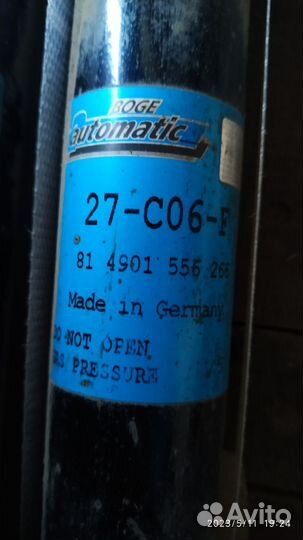 BOGE
automatic
27-C06-F
81 4901 556 266
Made in Germany
DO NOT OPEN
GAS PRESSURE
2023/5/11 19:24
Avito